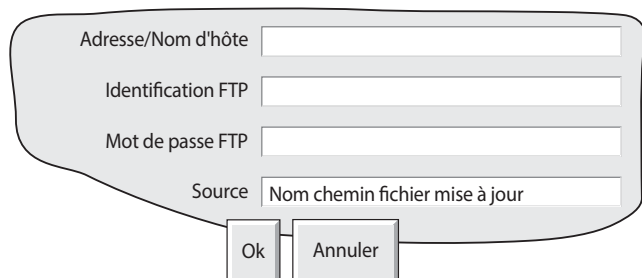 Adresse/Nom d'hôte
Identification FTP
Mot de passe FTP
Source Nom chemin fichier mise à jour
Ok Annuler